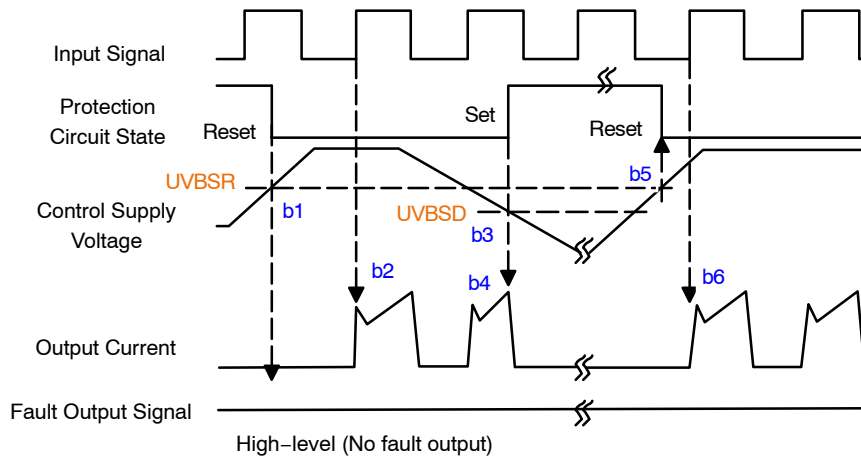 Input Signal
Protection
Circuit State
Reset
Set
Reset
UVBSR
b5
Control Supply
Voltage
b1
UVBSD
b3
b2
b4
b6
Output Current
Fault Output Signal
High−level (No fault output)